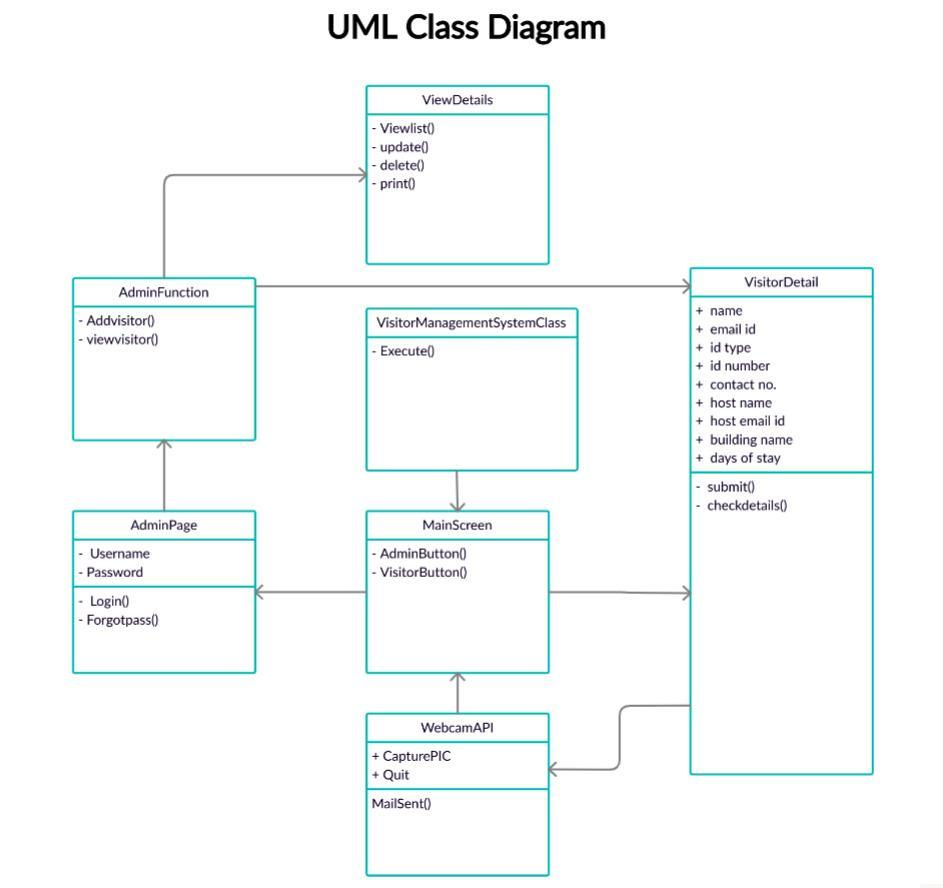 UML Class Diagram
ViewDetails
- Viewlist()
- update()
- delete()
- print()
AdminFunction
- Addvisitor()
- viewvisitor()
VisitorManagementSystemClass
- Execute()
VisitorDetail
+ name
+ email id
+ id type
+ id number
+ contact no.
+ host name
+ host email id
+ building name
+ days of stay
- submit()
- checkdetails()
AdminPage
- Username
- Password
- Login()
- Forgotpass()
MainScreen
- AdminButton()
- VisitorButton()
WebcamAPI
+ CapturePIC
+ Quit
MailSent()